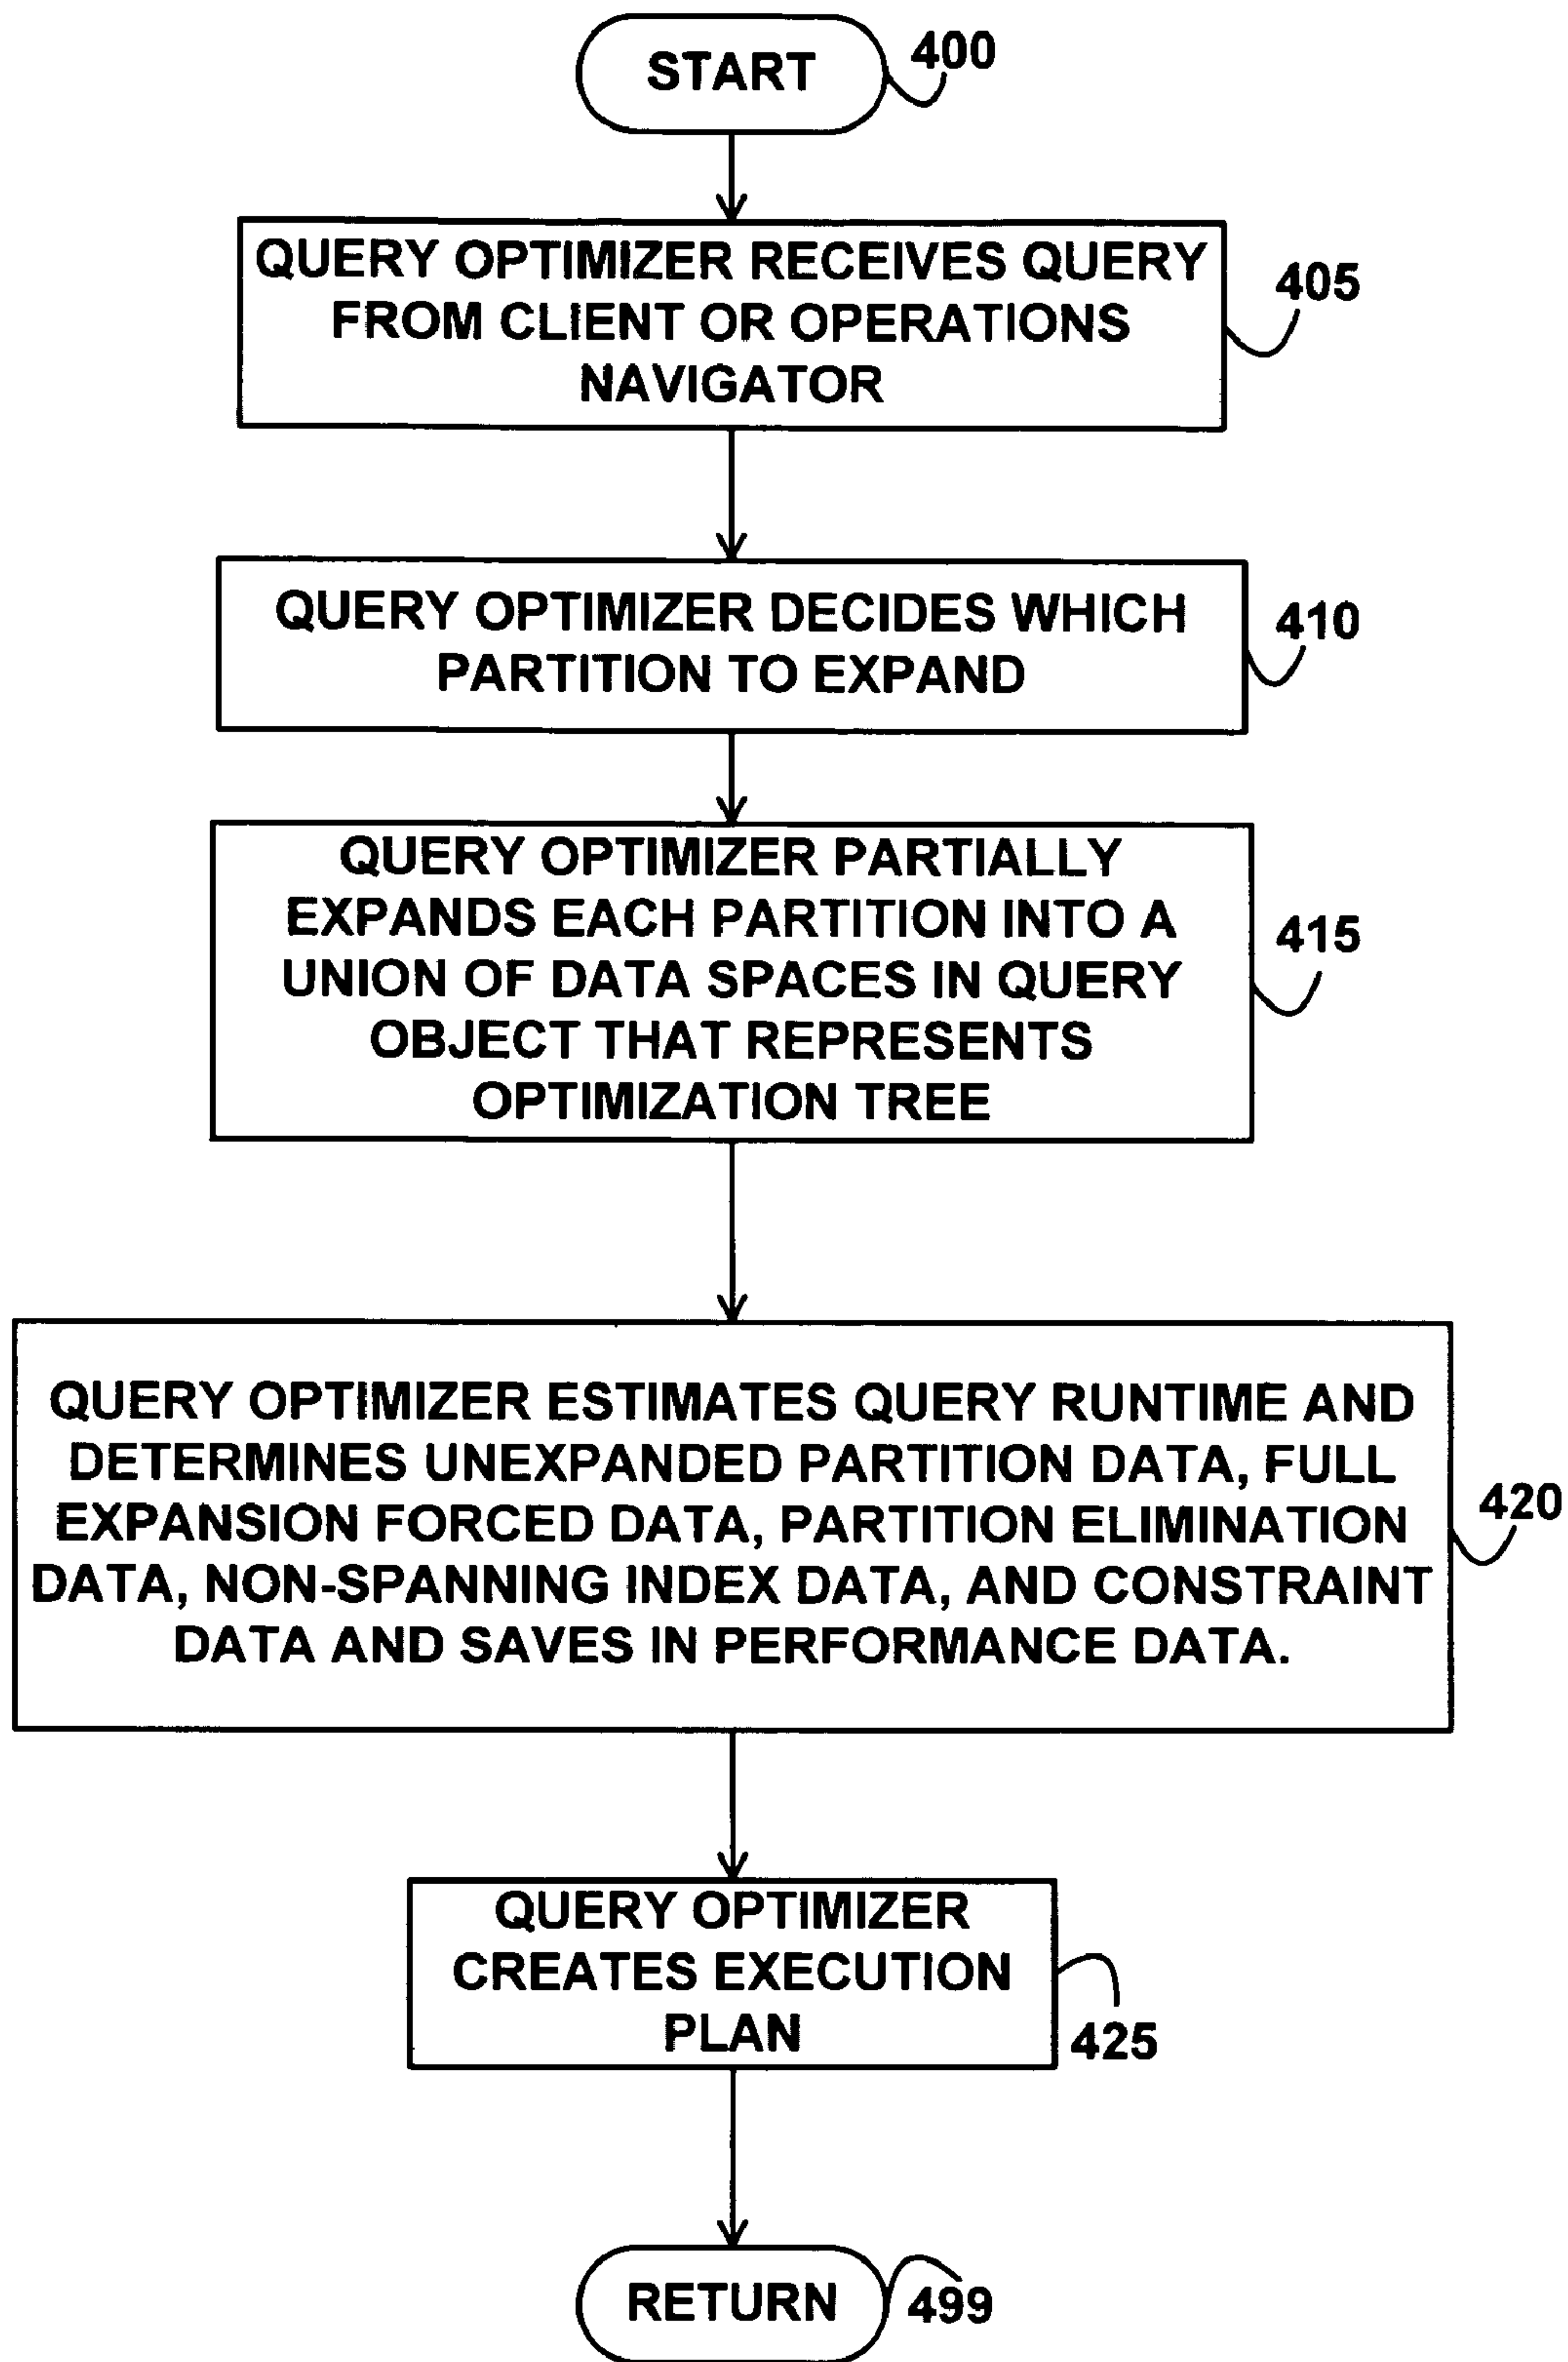 START
400
QUERY OPTIMIZER RECEIVES QUERY
FROM CLIENT OR OPERATIONS
NAVIGATOR
405
QUERY OPTIMIZER DECIDES WHICH
PARTITION TO EXPAND
410
QUERY OPTIMIZER PARTIALLY
EXPANDS EACH PARTITION INTO A
UNION OF DATA SPACES IN QUERY
OBJECT THAT REPRESENTS
OPTIMIZATION TREE
415
QUERY OPTIMIZER ESTIMATES QUERY RUNTIME AND
DETERMINES UNEXPANDED PARTITION DATA, FULL
EXPANSION FORCED DATA, PARTITION ELIMINATION
DATA, NON-SPANNING INDEX DATA, AND CONSTRAINT
DATA AND SAVES IN PERFORMANCE DATA.
420
QUERY OPTIMIZER
CREATES EXECUTION
PLAN
425
RETURN
499